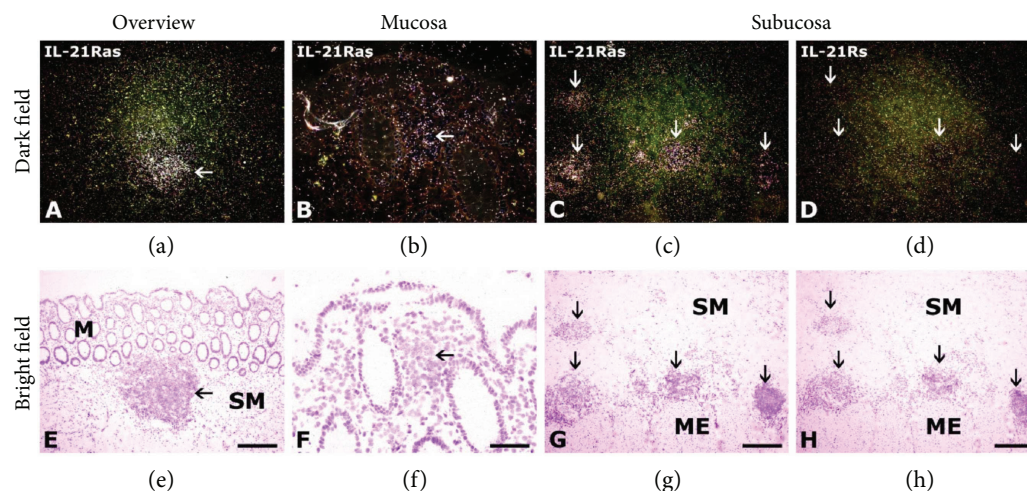 Overview
Mucosa
Subucosa
Dark field
IL-21Ras
IL-21Ras
IL-21Ras
IL-21Rs
A
B
C
D
(a)
(b)
(c)
(d)
Bright field
M
SM
SM
SM
ME
ME
E
F
G
H
(e)
(f)
(g)
(h)